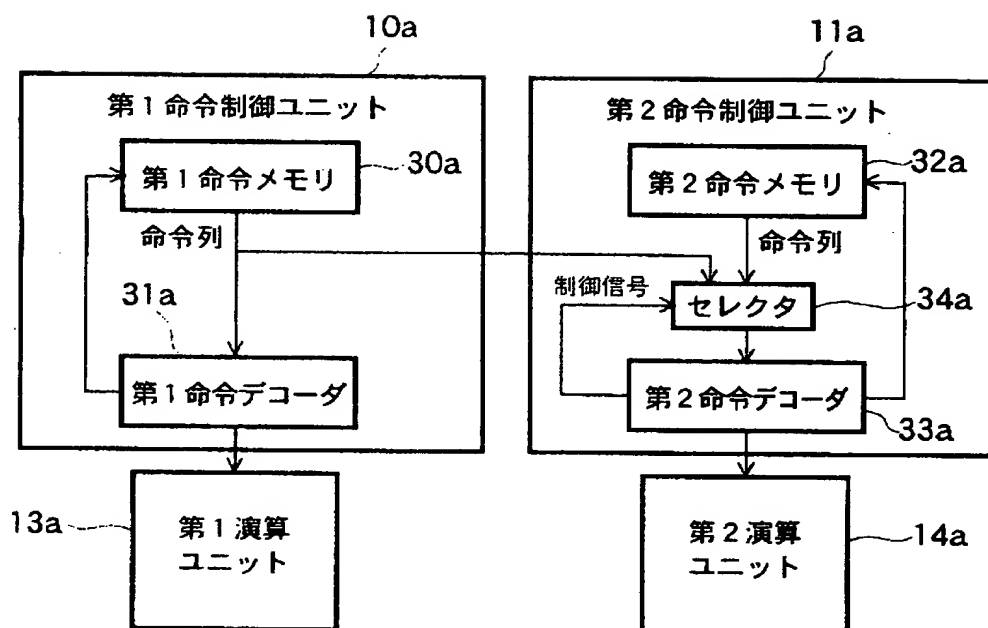 10a
11a
第1命令制御ユニット
第2命令制御ユニット
第1命令メモリ
30a
第2命令メモリ
32a
命令列
命令列
31a
制御信号
セレクタ
34a
第1命令デコーダ
第2命令デコーダ
33a
13a
第1演算
ユニット
第2演算
ユニット
14a